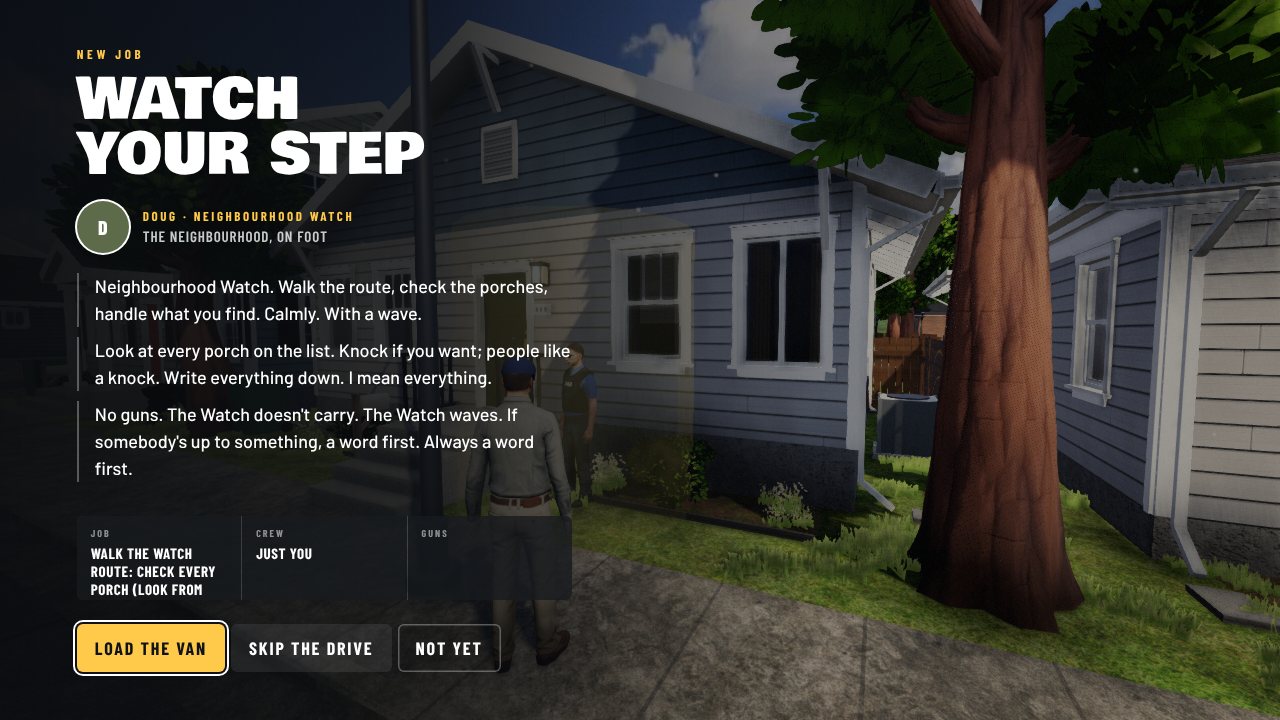 NEW JOB
WATCH
YOUR STEP
D
DOUG · NEIGHBOURHOOD WATCH
THE NEIGHBOURHOOD, ON FOOT
Neighbourhood Watch. Walk the route, check the porches,
handle what you find. Calmly. With a wave.
Look at every porch on the list. Knock if you want; people like
a knock. Write everything down. I mean everything.
No guns. The Watch doesn't carry. The Watch waves. If
somebody's up to something, a word first. Always a word
first.
JOB
WALK THE WATCH
ROUTE: CHECK EVERY
PORCH (LOOK FROM
CREW
JUST YOU
GUNS
LOAD THE VAN
SKIP THE DRIVE
NOT YET